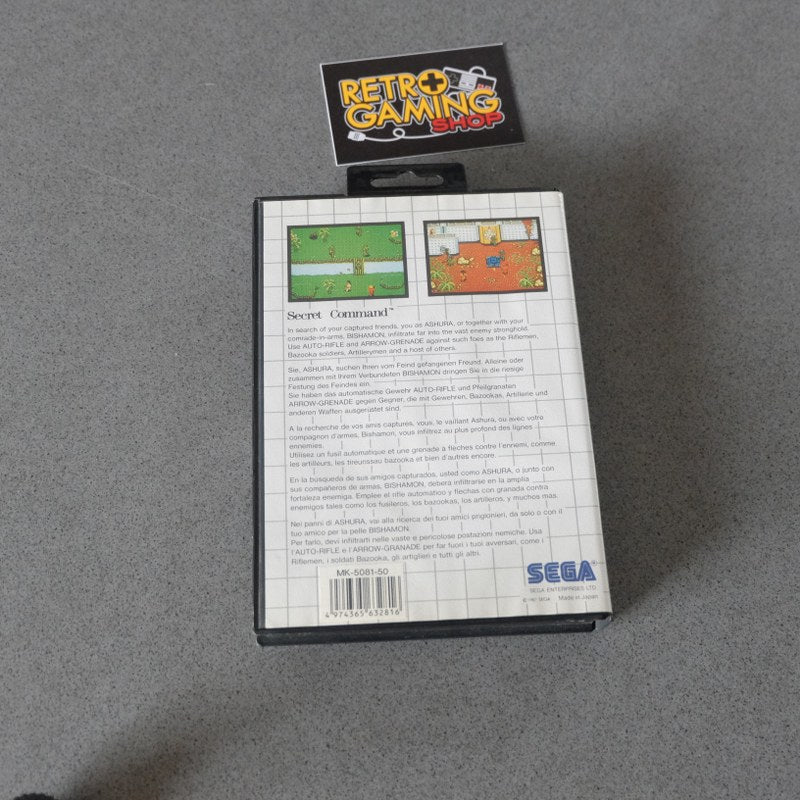 RETRO
GAMING
SHOP
Secret Command™
In search of your captured friends, you as ASHURA, or together with your
comrade-in-arms, BISHAMON, infiltrate far into the vast enemy stronghold.
Use AUTO-RIFLE and ARROW-GRENADE against such foes as the Riflemen,
Bazooka soldiers, Artillerymen and a host of others.
Sie, ASHURA, suchen Ihren vom Feind gefangenen Freund. Alleine oder
zusammen mit Ihrem Verbundeten BISHAMON dringen Sie in die riesige
Festung des Feindes ein.
Sie haben das automatische Gewehr AUTO-RIFLE und Pfeilgranaten
ARROW-GRENADE gegen Gegner, die mit Gewehren, Bazookas, Artillerie und
anderen Waffen ausgerüstet sind.
A la recherche de vos amis capturés, vous, le vaillant Ashura, ou avec votre
compagnon d'armes, Bishamon, vous infiltrez au plus profond des lignes
ennemies.
Utilisez un fusil automatique et une grenade a fleches contre l'ennemi, comme
les artilleurs, les tireurssau bazooka et bien d'autres encore.
En la búsqueda de sus amigos capturados, usted como ASHURA, o junto con
sus compañeros de armas, BISHAMON, deberá infiltrarse en la amplia
fortaleza enemiga. Emplee el rifle automatico y flechas con granada contra
enemigos tales como los fusileros, los bazookas, los artilleros, y muchos más.
Nei panni di ASHURA, vai alla ricerca dei tuoi amici prigionieri, da solo o con il
tuo amico per la pelle BISHAMON.
Per farlo, devi infiltrarti nelle vaste e pericolose postazioni nemiche. Usa
l'AUTO-RIFLE e l'ARROW-GRANADE per far fuori i tuoi avversari, come i
Riflemen, i soldati Bazooka, gli artiglieri e tutti gli altri.
MK-5081-50
4 974365 632816
SEGA®
SEGA ENTERPRISES LTD.
© 1987 SEGA Made in Japan